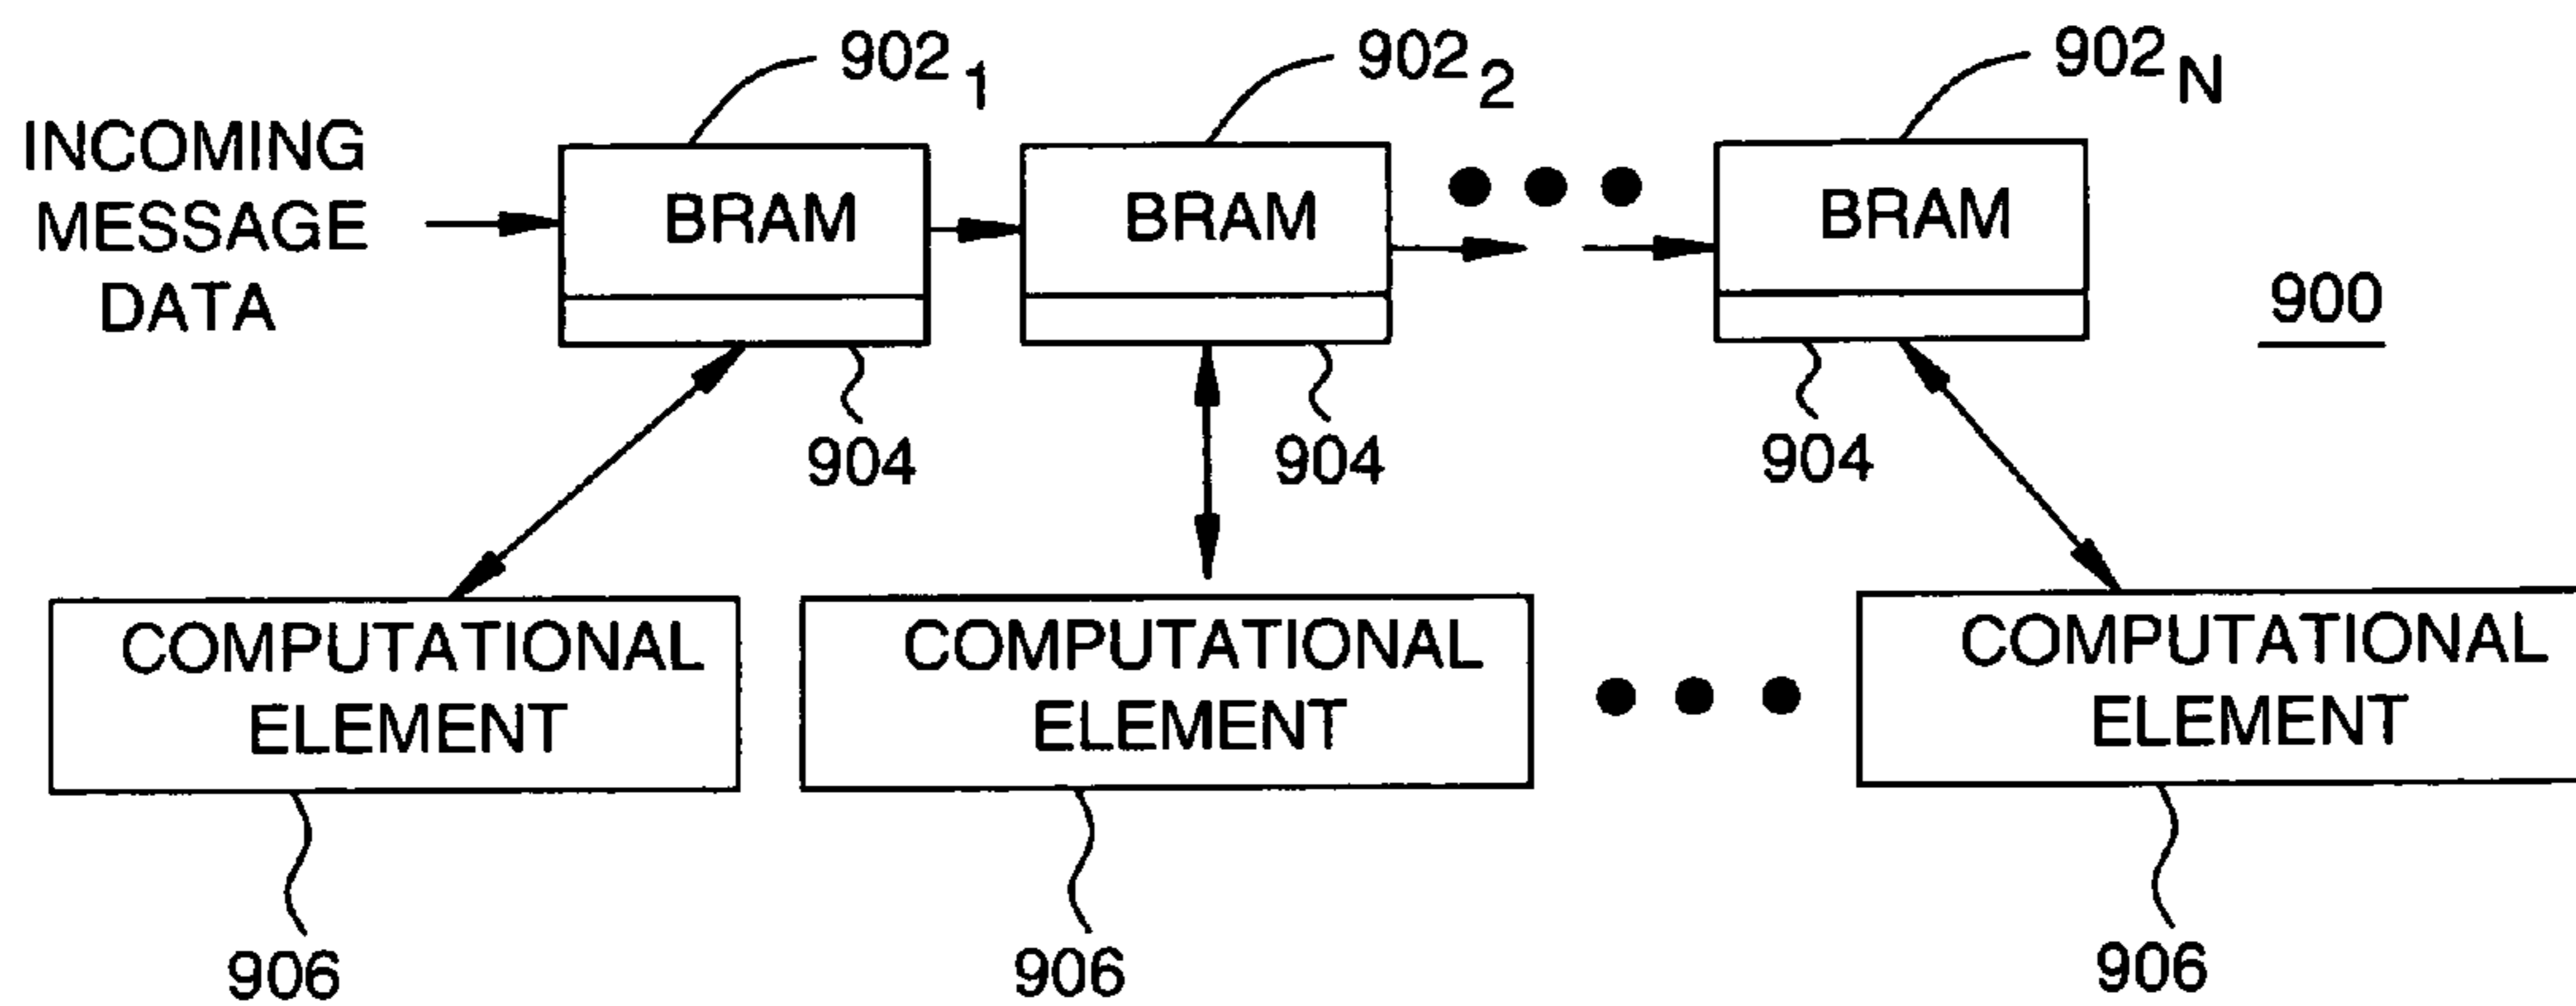 902 1
902 2
902 N
INCOMING
MESSAGE
DATA
BRAM
BRAM
BRAM
900
904
904
904
COMPUTATIONAL
ELEMENT
COMPUTATIONAL
ELEMENT
COMPUTATIONAL
ELEMENT
906
906
906